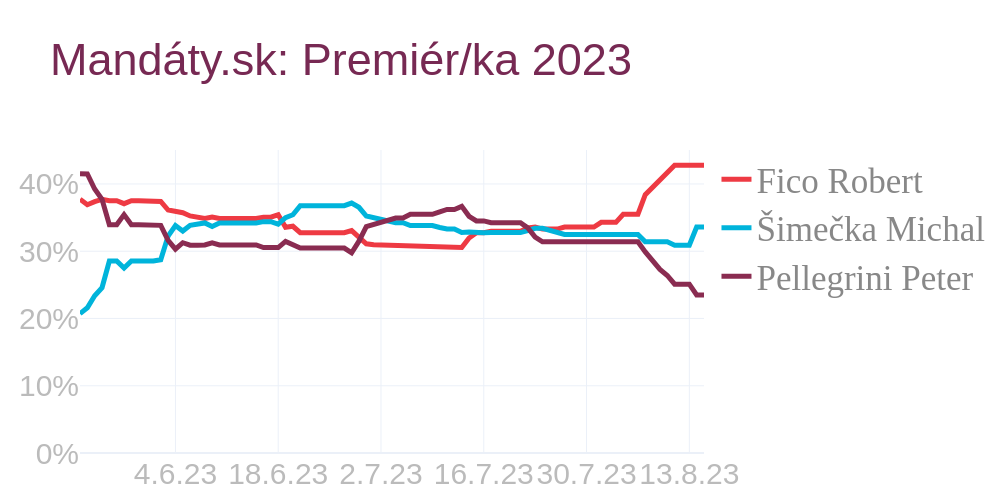 Mandáty.sk: Premiér/ka 2023
40%
30%
20%
10%
0%
4.6.23 18.6.23 2.7.23 16.7.23 30.7.23 13.8.23
Fico Robert
Šimečka Michal
Pellegrini Peter